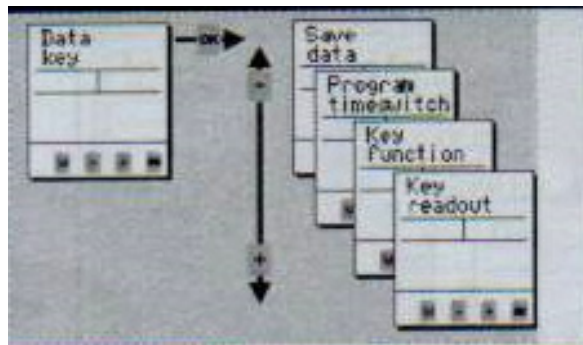 Data
key
OK
-
+
Save
data
Program
timeswitch
Key
function
Key
readout